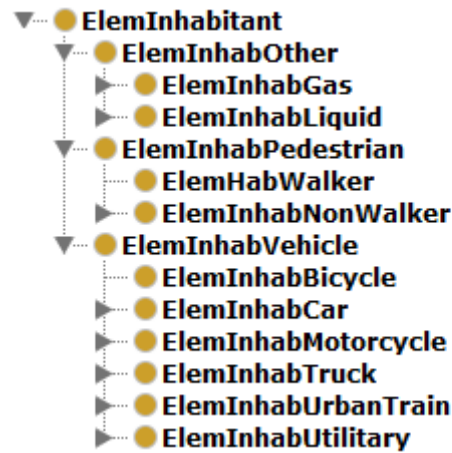 ElemInhabitant
ElemInhabOther
ElemInhabGas
ElemInhabLiquid
ElemInhabPedestrian
ElemHabWalker
ElemInhabNonWalker
ElemInhabVehicle
ElemInhabBicycle
ElemInhabCar
ElemInhabMotorcycle
ElemInhabTruck
ElemInhabUrbanTrain
ElemInhabUtilitary